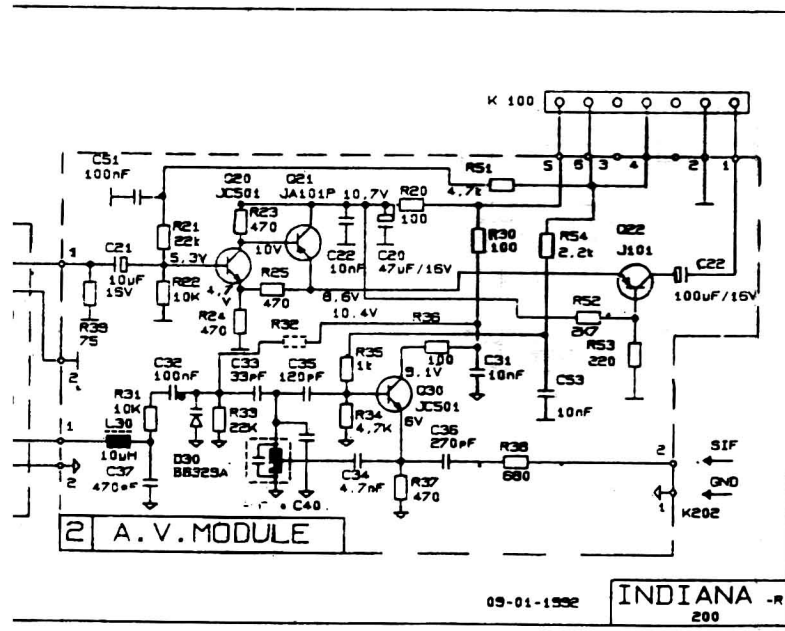 K 100
5 6 3 4 2 1
C51
100nF
R51
4.7k
Q20
JC501
Q21
JA101P
10.7V
R20
100
R23
470
R21
22k
10V
C22
10nF
C20
47uF/16V
R30
100
R54
2.2k
Q22
J101
C22
100uF/16V
1
C21
10uF
16V
5.3V
R22
10K
4.7
V
R25
470
8.6V
10.4V
R24
470
R39
75
R32
R36
100
R52
2K7
R53
220
2
C32
100nF
C33
33pF
C35
120pF
R35
1k
9.1V
C31
10nF
Q30
JC501
C53
10nF
R31
10K
R33
22K
R34
4.7K
6V
1
L30
10uH
D30
BB329A
C36
270pF
R38
680
2
SIF
2
C37
C34
4.7nF
R37
470
GND
1
K202
C40
2 A.V.MODULE
09-01-1992
INDIANA -R
200